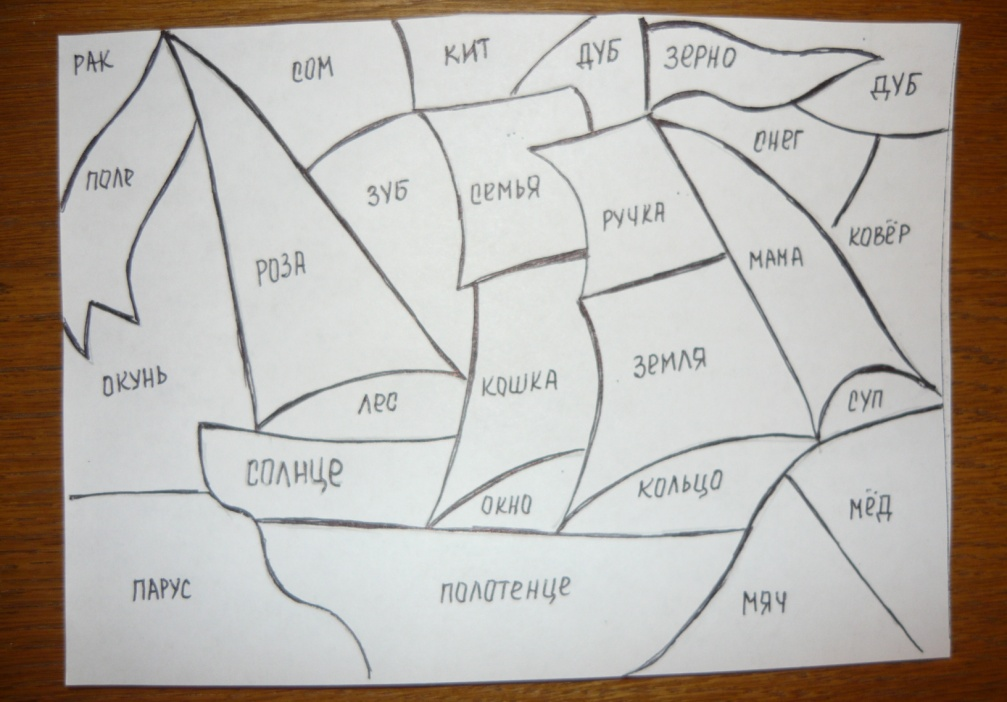 РАК
СОМ
КИТ
ДУБ
ЗЕРНО
ДУБ
ПОЛЕ
ЗУБ
СЕМЬЯ
РУЧКА
СНЕГ
КОВЁР
РОЗА
МАМА
ОКУНЬ
ЛЕС
КОШКА
ЗЕМЛЯ
СУП
СОЛНЦЕ
ОКНО
КОЛЬЦО
МЁД
ПАРУС
ПОЛОТЕНЦЕ
МЯЧ